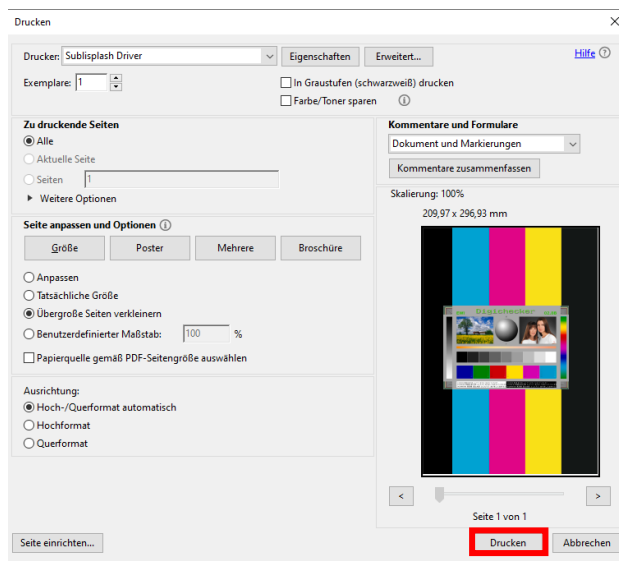 Drucken
Drucker: Sublisplash Driver Eigenschaften Erweitert... Hilfe
Exemplare: 1 In Graustufen (schwarzweiß) drucken
Farbe/Toner sparen
Zu druckende Seiten
Alle
Aktuelle Seite
Seiten 1
Weitere Optionen
Seite anpassen und Optionen
Größe Poster Mehrere Broschüre
Anpassen
Tatsächliche Größe
Übergroße Seiten verkleinern
Benutzerdefinierter Maßstab: 100 %
Papierquelle gemäß PDF-Seitengröße auswählen
Ausrichtung:
Hoch-/Querformat automatisch
Hochformat
Querformat
Kommentare und Formulare
Dokument und Markierungen
Kommentare zusammenfassen
Skalierung: 100%
209,97 x 296,93 mm
Digichecker
< >
Seite 1 von 1
Seite einrichten... Drucken Abbrechen